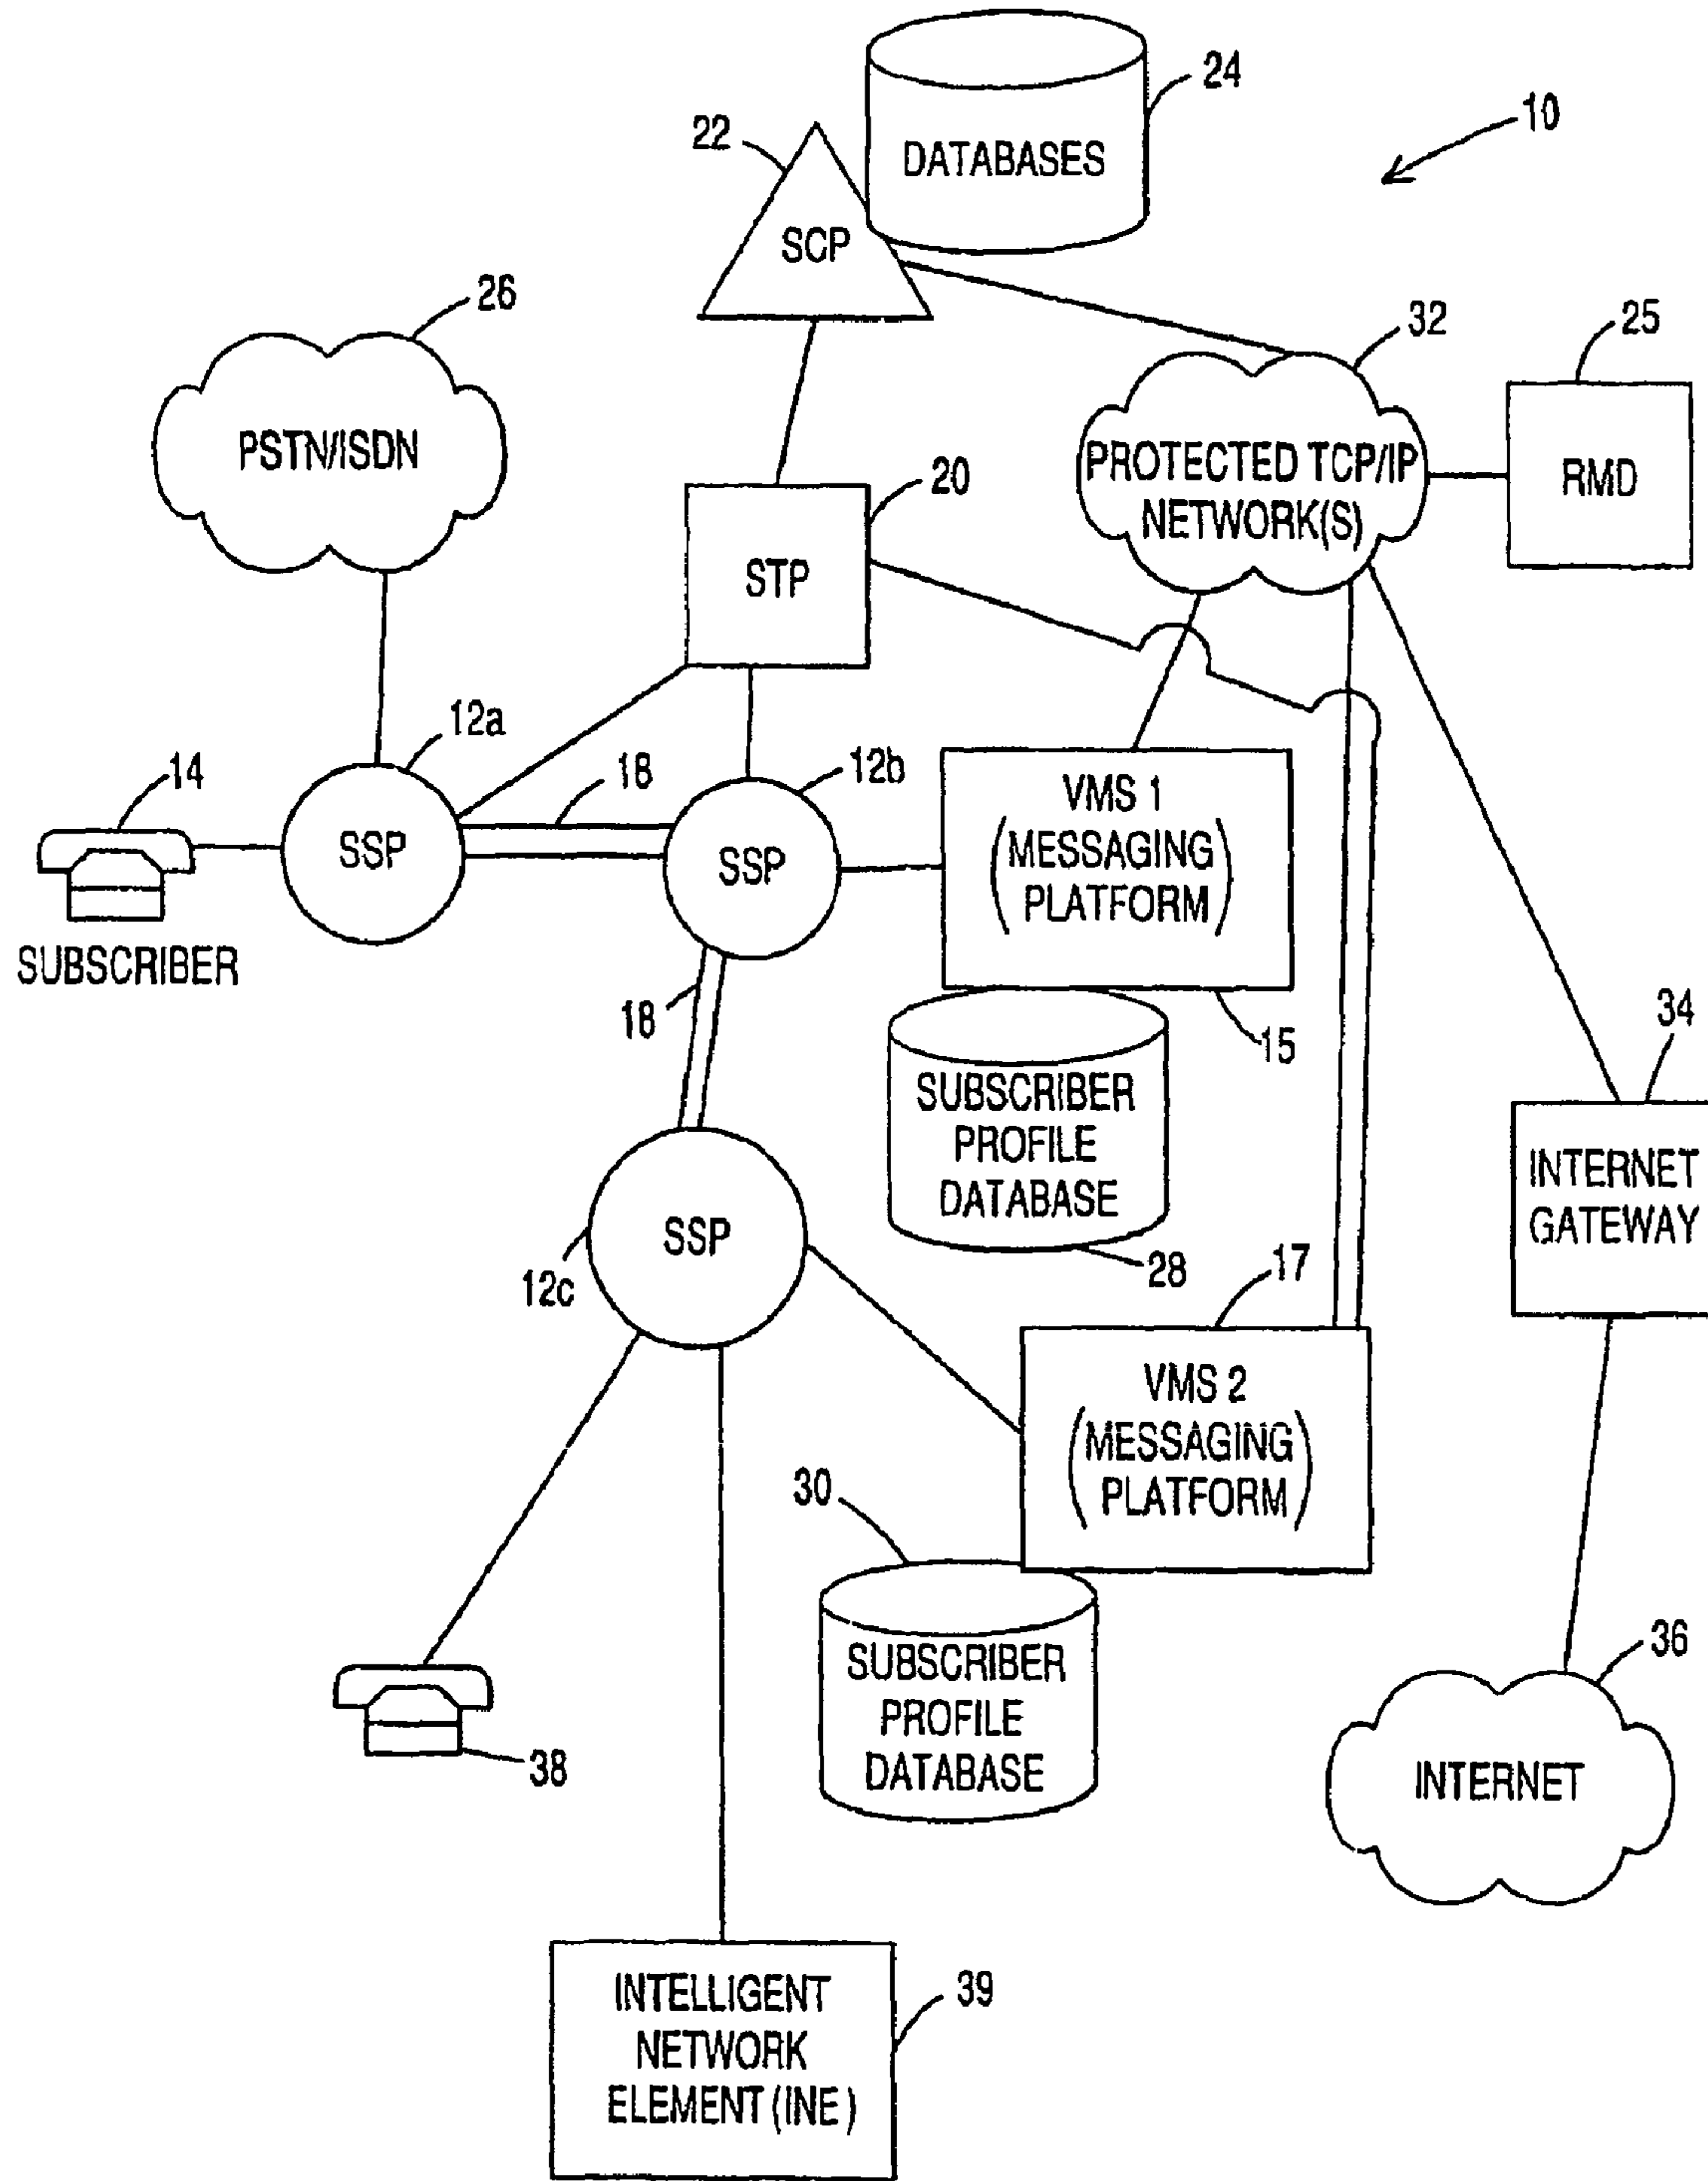 24
10
DATABASES
22
SCP
26
32
25
PSTN/ISDN
PROTECTED TCP/IP
NETWORK(S)
RMD
20
STP
12a
18
12b
14
SSP
SSP
VMS 1
(MESSAGING
PLATFORM)
SUBSCRIBER
18
15
34
SUBSCRIBER
PROFILE
DATABASE
INTERNET
GATEWAY
SSP
12c
28
17
VMS 2
(MESSAGING
PLATFORM)
30
36
SUBSCRIBER
PROFILE
DATABASE
38
INTERNET
39
INTELLIGENT
NETWORK
ELEMENT (INE)